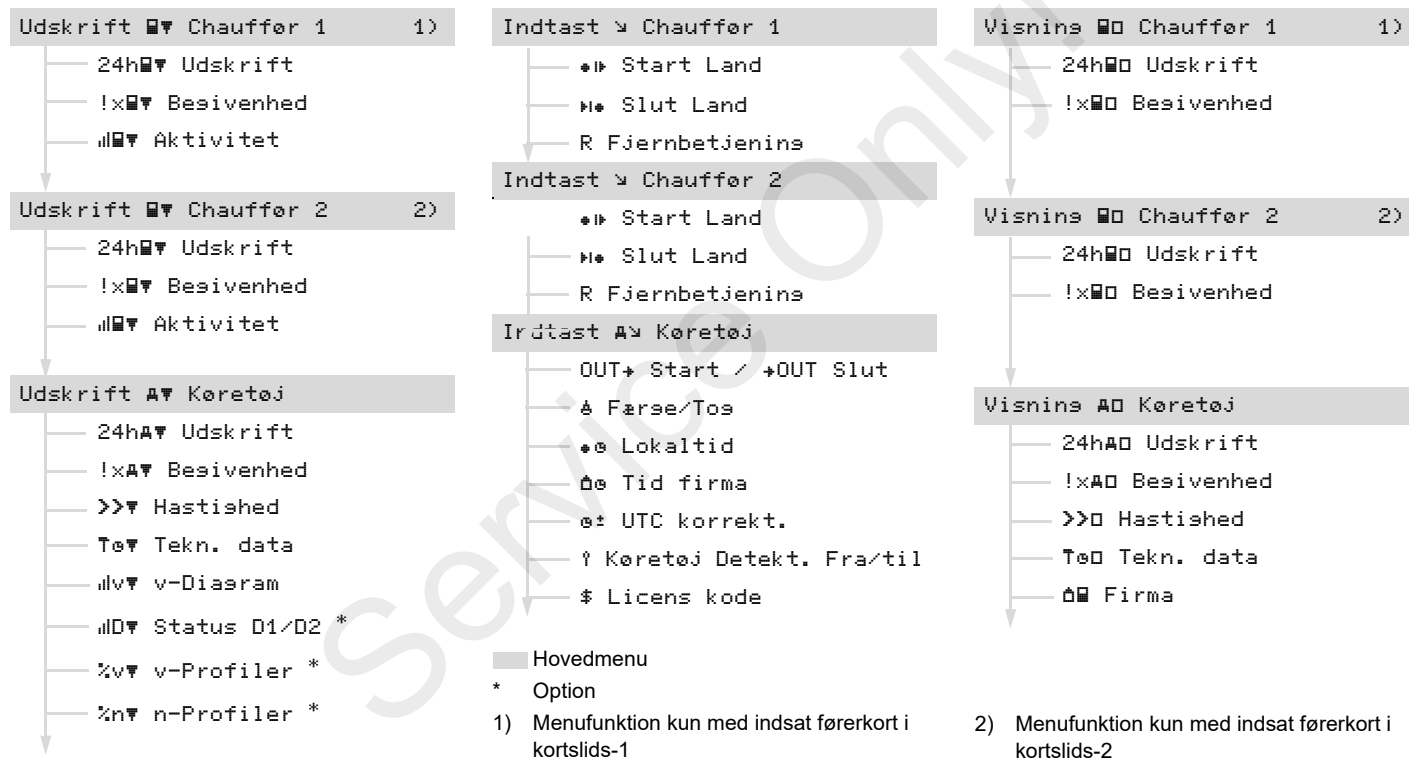 Udskrift Chauffør 1 1)
24h Udskrift
!x Begivenhed
Aktivitet
Udskrift Chauffør 2 2)
24h Udskrift
!x Begivenhed
Aktivitet
Udskrift Køretøj
24h Udskrift
!x Begivenhed
>> Hastighed
T Tekn. data
v v-Diagram
D Status D1/D2 *
%v v-Profiler *
%n n-Profiler *
Indtast Chauffør 1
Start Land
Slut Land
R Fjernbetjening
Indtast Chauffør 2
Start Land
Slut Land
R Fjernbetjening
Indtast Køretøj
OUT+ Start / +OUT Slut
Færge/Tog
Lokaltid
Tid firma
UTC korrekt.
Køretøj Detekt. Fra/til
$ Licens kode
Hovedmenu
* Option
1) Menufunktion kun med indsat førerkort i
kortslids-1
Visning Chauffør 1 1)
24h Udskrift
!x Begivenhed
Visning Chauffør 2 2)
24h Udskrift
!x Begivenhed
Visning Køretøj
24h Udskrift
!x Begivenhed
>> Hastighed
T Tekn. data
Firma
2) Menufunktion kun med indsat førerkort i
kortslids-2
Service Only!